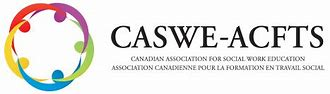 CASWE-ACFTS
CANADIAN ASSOCIATION FOR SOCIAL WORK EDUCATION
ASSOCIATION CANADIENNE POUR LA FORMATION EN TRAVAIL SOCIAL